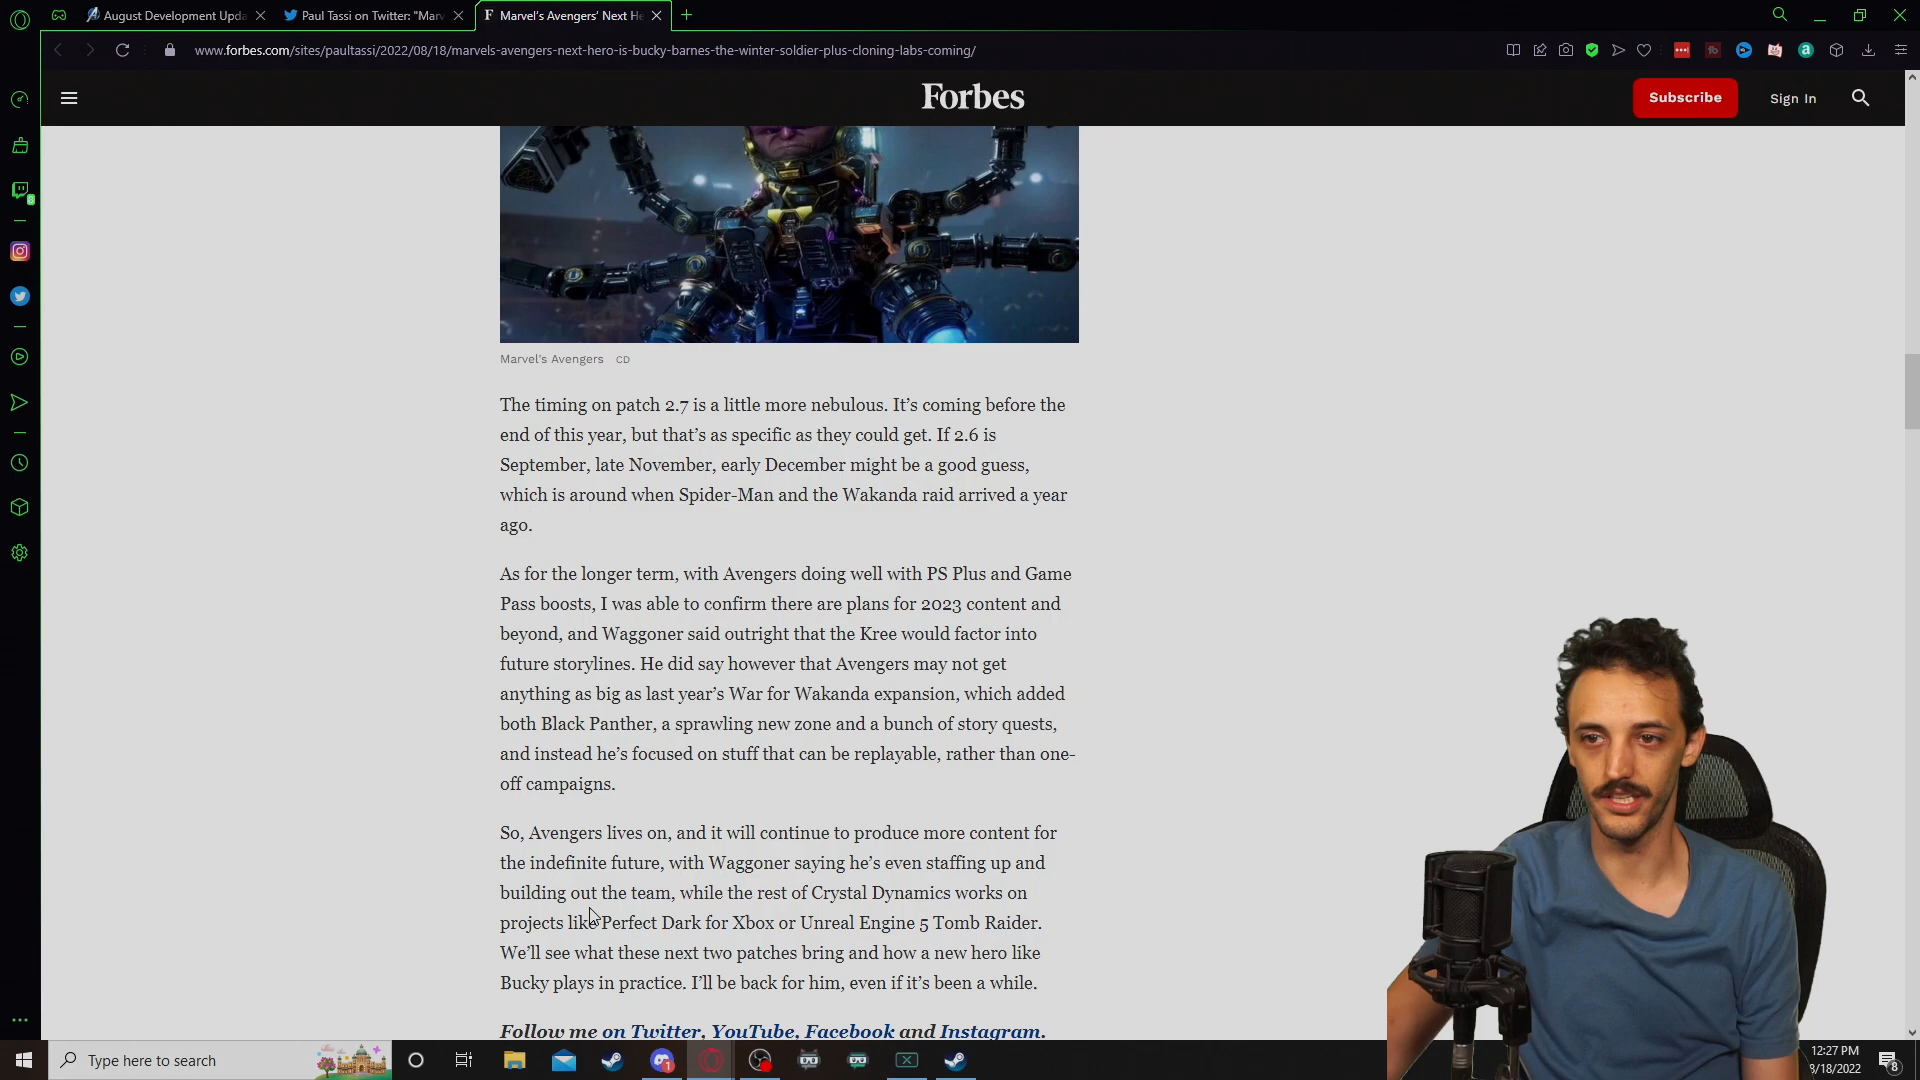 August Development Upda
Paul Tassi on Twitter: "Marv
F Marvel's Avengers' Next He
www.forbes.com/sites/paultassi/2022/08/18/marvels-avengers-next-hero-is-bucky-barnes-the-winter-soldier-plus-cloning-labs-coming/
Forbes
Subscribe
Sign In
Marvel's Avengers CD
The timing on patch 2.7 is a little more nebulous. It's coming before the
end of this year, but that's as specific as they could get. If 2.6 is
September, late November, early December might be a good guess,
which is around when Spider-Man and the Wakanda raid arrived a year
ago.
As for the longer term, with Avengers doing well with PS Plus and Game
Pass boosts, I was able to confirm there are plans for 2023 content and
beyond, and Waggoner said outright that the Kree would factor into
future storylines. He did say however that Avengers may not get
anything as big as last year's War for Wakanda expansion, which added
both Black Panther, a sprawling new zone and a bunch of story quests,
and instead he's focused on stuff that can be replayable, rather than one-
off campaigns.
So, Avengers lives on, and it will continue to produce more content for
the indefinite future, with Waggoner saying he's even staffing up and
building out the team, while the rest of Crystal Dynamics works on
projects like Perfect Dark for Xbox or Unreal Engine 5 Tomb Raider.
We'll see what these next two patches bring and how a new hero like
Bucky plays in practice. I'll be back for him, even if it's been a while.
Follow me on Twitter, YouTube, Facebook and Instagram.
Type here to search
1
12:27 PM
8/18/2022
8